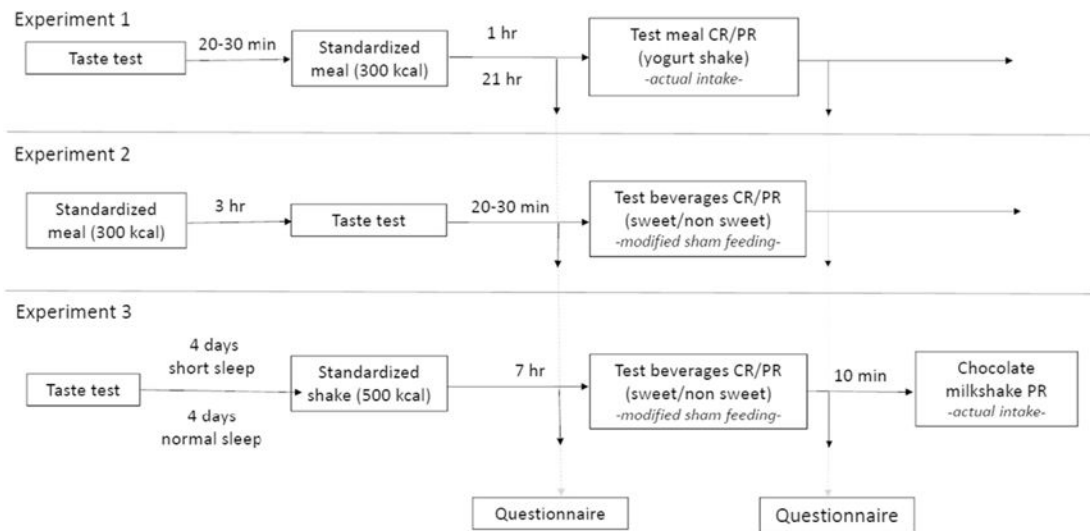 Experiment 1
Taste test
20-30 min
Standardized
meal (300 kcal)
1 hr
21 hr
Test meal CR/PR
(yogurt shake)
-actual intake-
Experiment 2
Standardized
meal (300 kcal)
3 hr
Taste test
20-30 min
Test beverages CR/PR
(sweet/non sweet)
-modified sham feeding-
Experiment 3
Taste test
4 days
short sleep
4 days
normal sleep
Standardized
shake (500 kcal)
7 hr
Test beverages CR/PR
(sweet/non sweet)
-modified sham feeding-
10 min
Chocolate
milkshake PR
-actual intake-
Questionnaire
Questionnaire